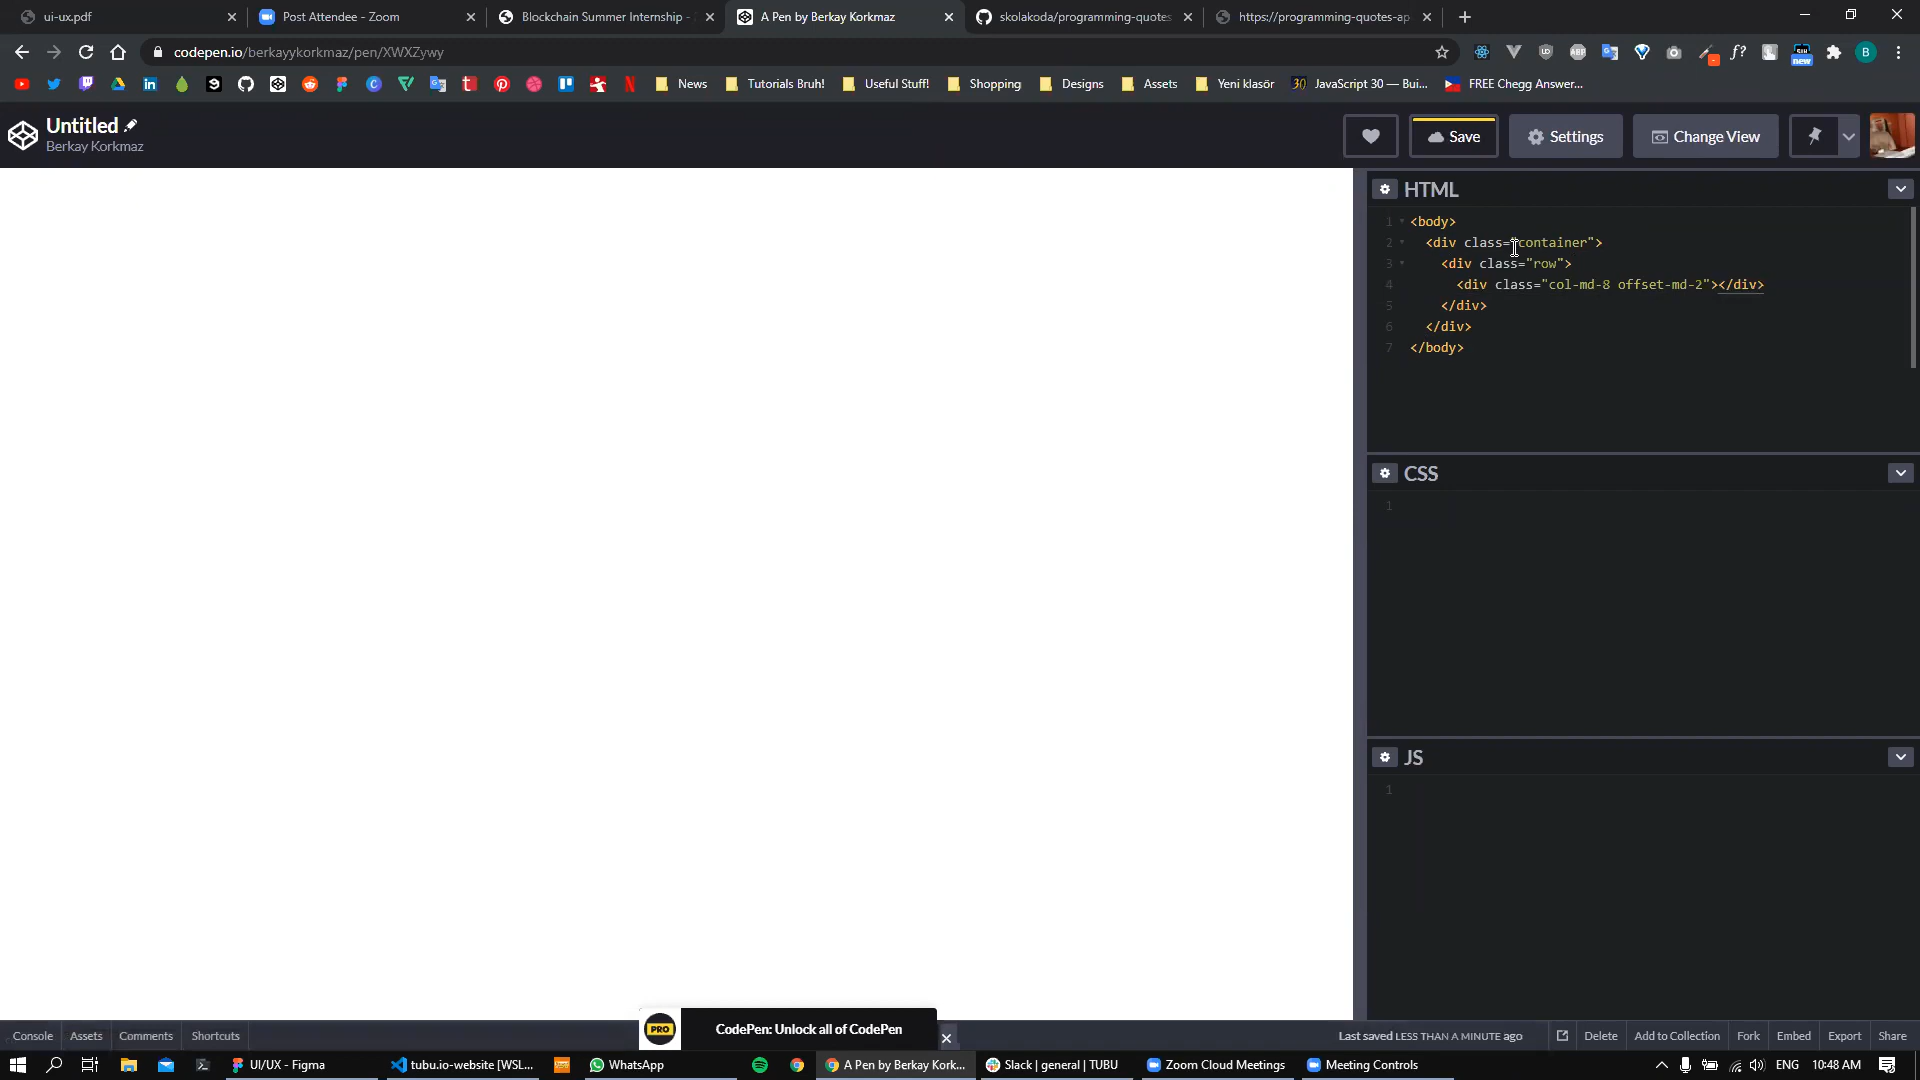 ui-ux.pdf
Post Attendee - Zoom
Blockchain Summer Internship -
A Pen by Berkay Korkmaz
skolakoda/programming-quotes
https://programming-quotes-ap
codepen.io/berkayykorkmaz/pen/XWXZywy
News
Tutorials Bruh!
Useful Stuff!
Shopping
Designs
Assets
Yeni klasör
JavaScript 30 — Bui...
FREE Chegg Answer...
Untitled
Berkay Korkmaz
Save
Settings
Change View
HTML
1 <body>
2 <div class="container">
3 <div class="row">
4 <div class="col-md-8 offset-md-2"></div>
5 </div>
6 </div>
7 </body>
CSS
1
JS
1
PRO
CodePen: Unlock all of CodePen
Console
Assets
Comments
Shortcuts
Last saved LESS THAN A MINUTE ago
Delete
Add to Collection
Fork
Embed
Export
Share
UI/UX - Figma
tubu.io-website [WSL...
WhatsApp
A Pen by Berkay Kork...
Slack | general | TUBU
Zoom Cloud Meetings
Meeting Controls
ENG
10:48 AM